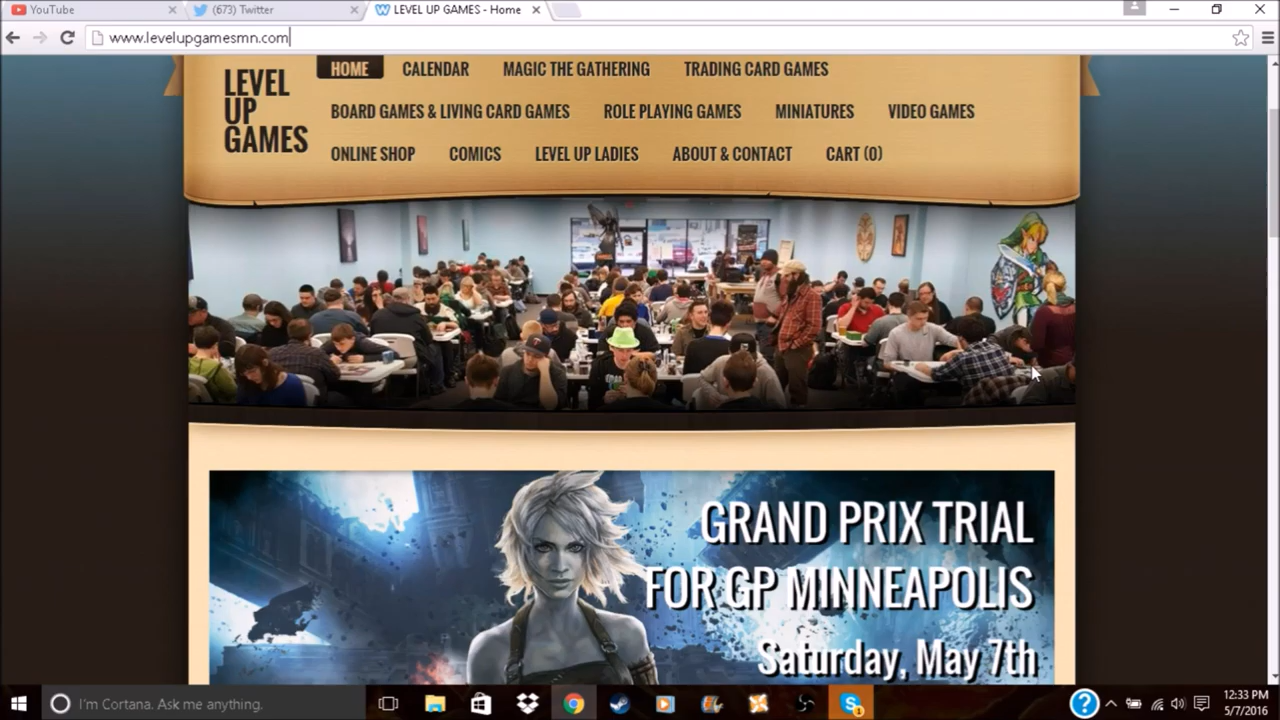 YouTube
(673) Twitter
LEVEL UP GAMES - Home
www.levelupgamesmn.com
LEVEL
UP
GAMES
HOME CALENDAR MAGIC THE GATHERING TRADING CARD GAMES
BOARD GAMES & LIVING CARD GAMES ROLE PLAYING GAMES MINIATURES VIDEO GAMES
ONLINE SHOP COMICS LEVEL UP LADIES ABOUT & CONTACT CART (0)
GRAND PRIX TRIAL
FOR GP MINNEAPOLIS
Saturday, May 7th
I'm Cortana. Ask me anything.
12:33 PM
5/7/2016